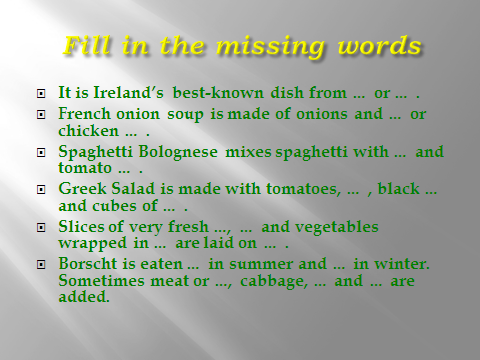 Fill in the missing words
It is Ireland's best-known dish from ... or ... .
French onion soup is made of onions and ... or
chicken ... .
Spaghetti Bolognese mixes spaghetti with ... and
tomato ... .
Greek Salad is made with tomatoes, ... , black ...
and cubes of ... .
Slices of very fresh ..., ... and vegetables
wrapped in ... are laid on ... .
Borscht is eaten ... in summer and ... in winter.
Sometimes meat or ..., cabbage, ... and ... are
added.